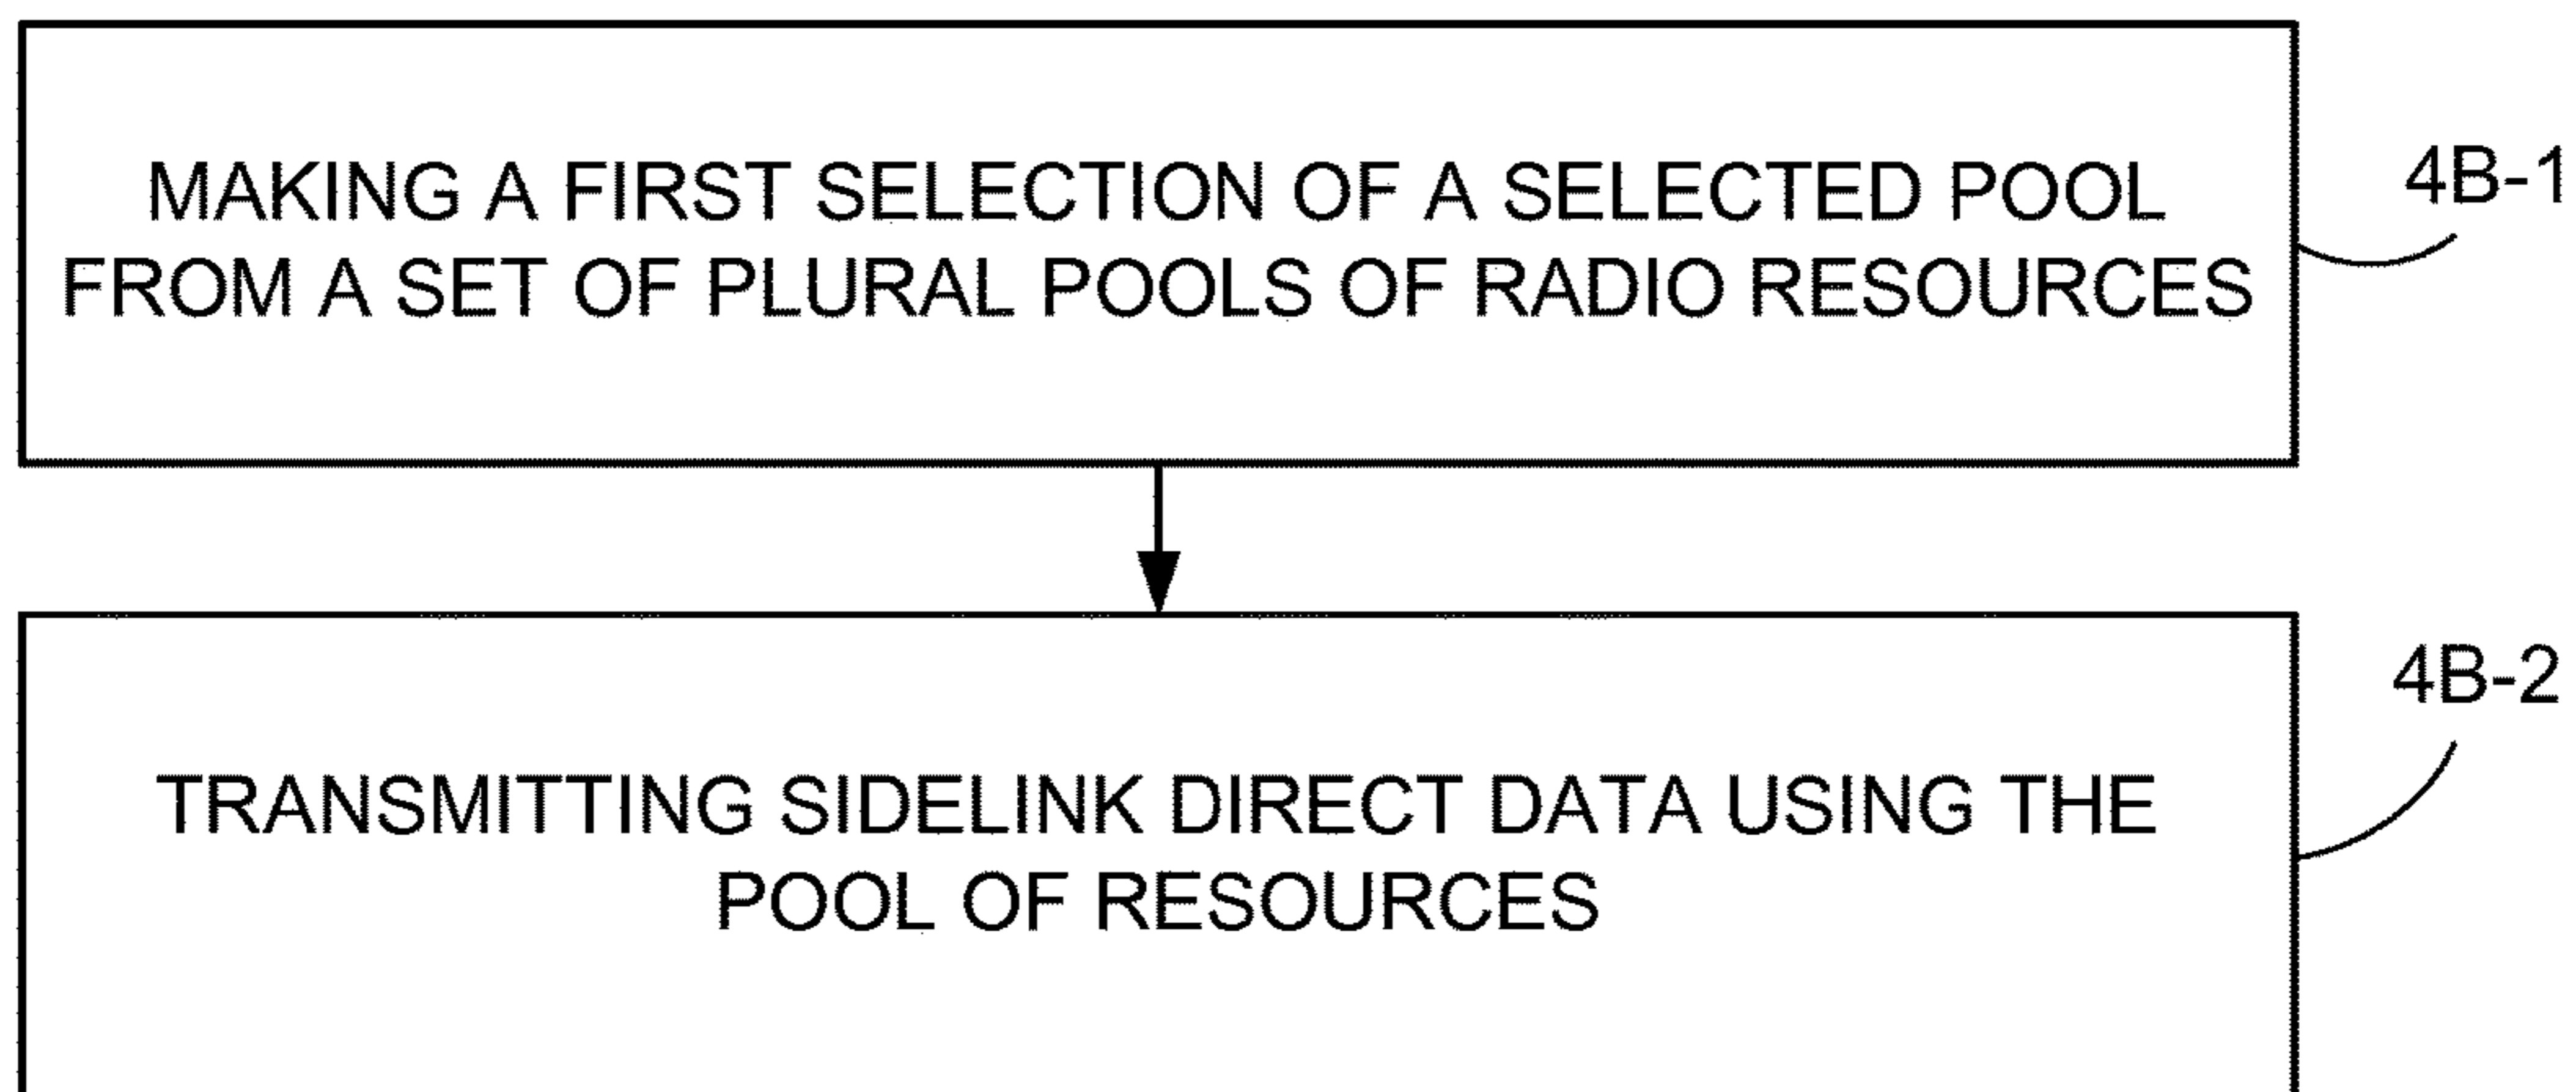 MAKING A FIRST SELECTION OF A SELECTED POOL
FROM A SET OF PLURAL POOLS OF RADIO RESOURCES
4B-1
TRANSMITTING SIDELINK DIRECT DATA USING THE
POOL OF RESOURCES
4B-2